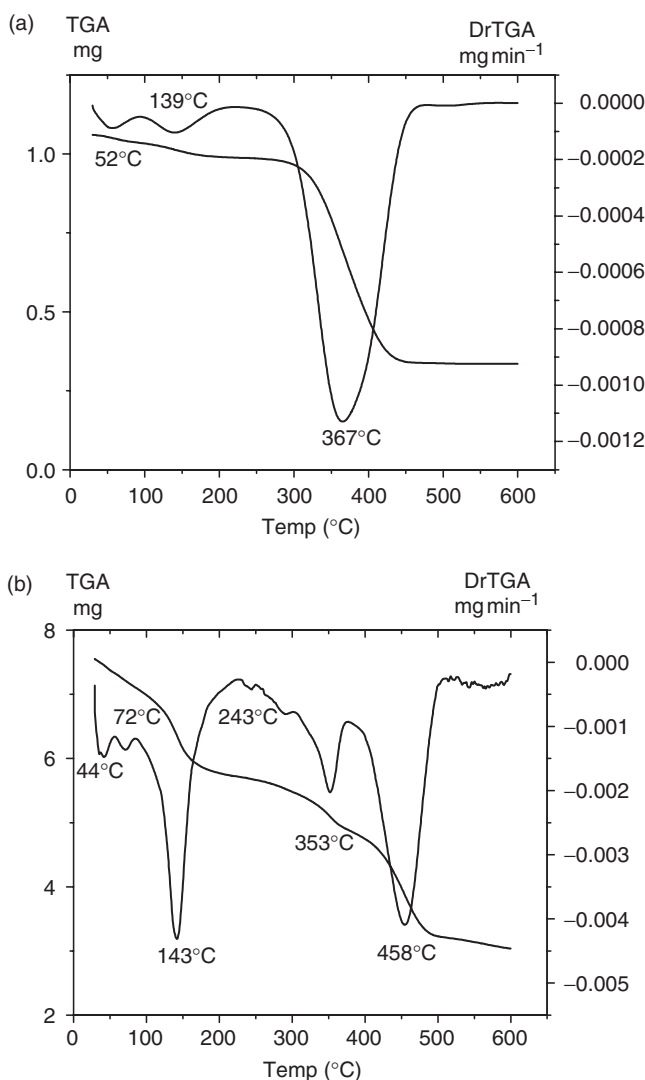 (a) TGA DrTGA
mg mg min⁻¹
139°C 0.0000
1.0 52°C −0.0002
−0.0004
−0.0006
0.5 −0.0008
−0.0010
367°C −0.0012
0.0
0 100 200 300 400 500 600
Temp (°C)
(b) TGA DrTGA
mg mg min⁻¹
8
0.000
72°C 243°C −0.001
6 44°C
−0.002
353°C −0.003
4
143°C 458°C −0.004
−0.005
2
0 100 200 300 400 500 600
Temp (°C)